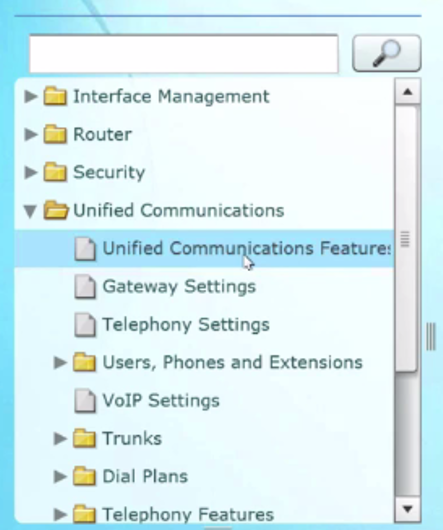 Interface Management
Router
Security
Unified Communications
Unified Communications Features
Gateway Settings
Telephony Settings
Users, Phones and Extensions
VoIP Settings
Trunks
Dial Plans
Telephony Features